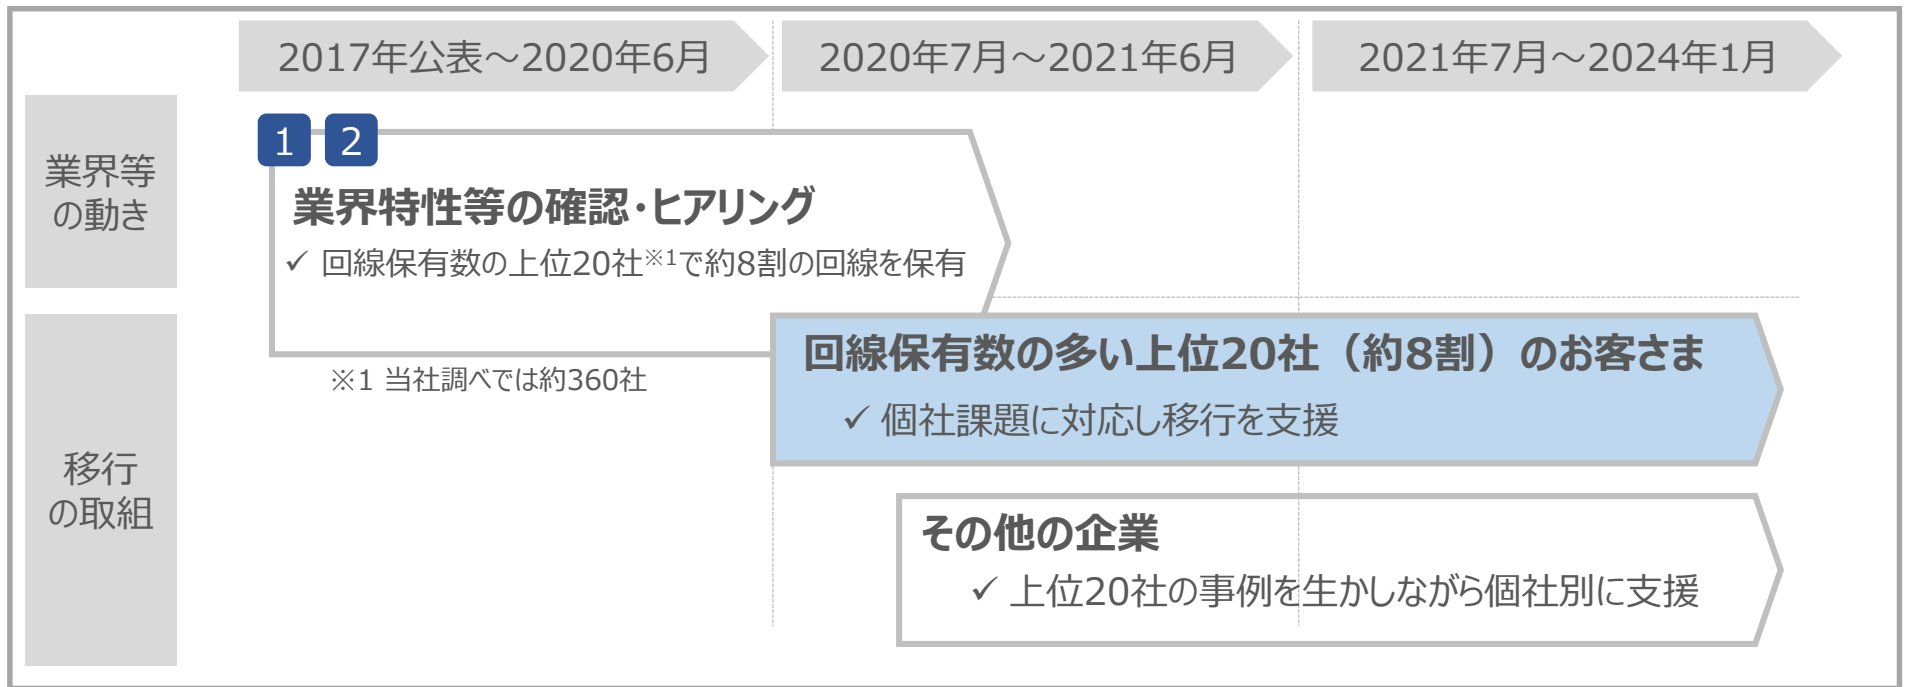 2017年公表～2020年6月
2020年7月～2021年6月
2021年7月～2024年1月
業界等
の動き
1 2
業界特性等の確認・ヒアリング
✓ 回線保有数の上位20社※1で約8割の回線を保有
※1 当社調べでは約360社
移行
の取組
回線保有数の多い上位20社（約8割）のお客さま
✓ 個社課題に対応し移行を支援
その他の企業
✓ 上位20社の事例を生かしながら個社別に支援